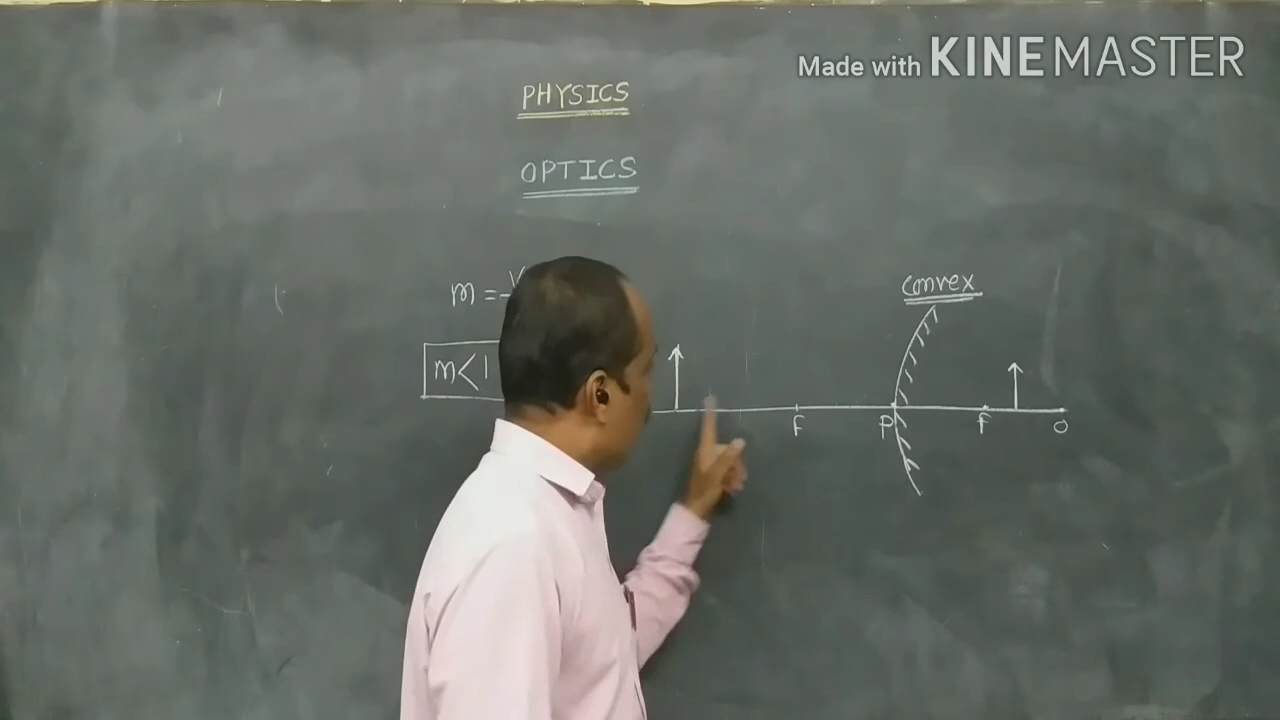 Made with KINEMASTER
PHYSICS
OPTICS
m =
m<1
convex
F P F O